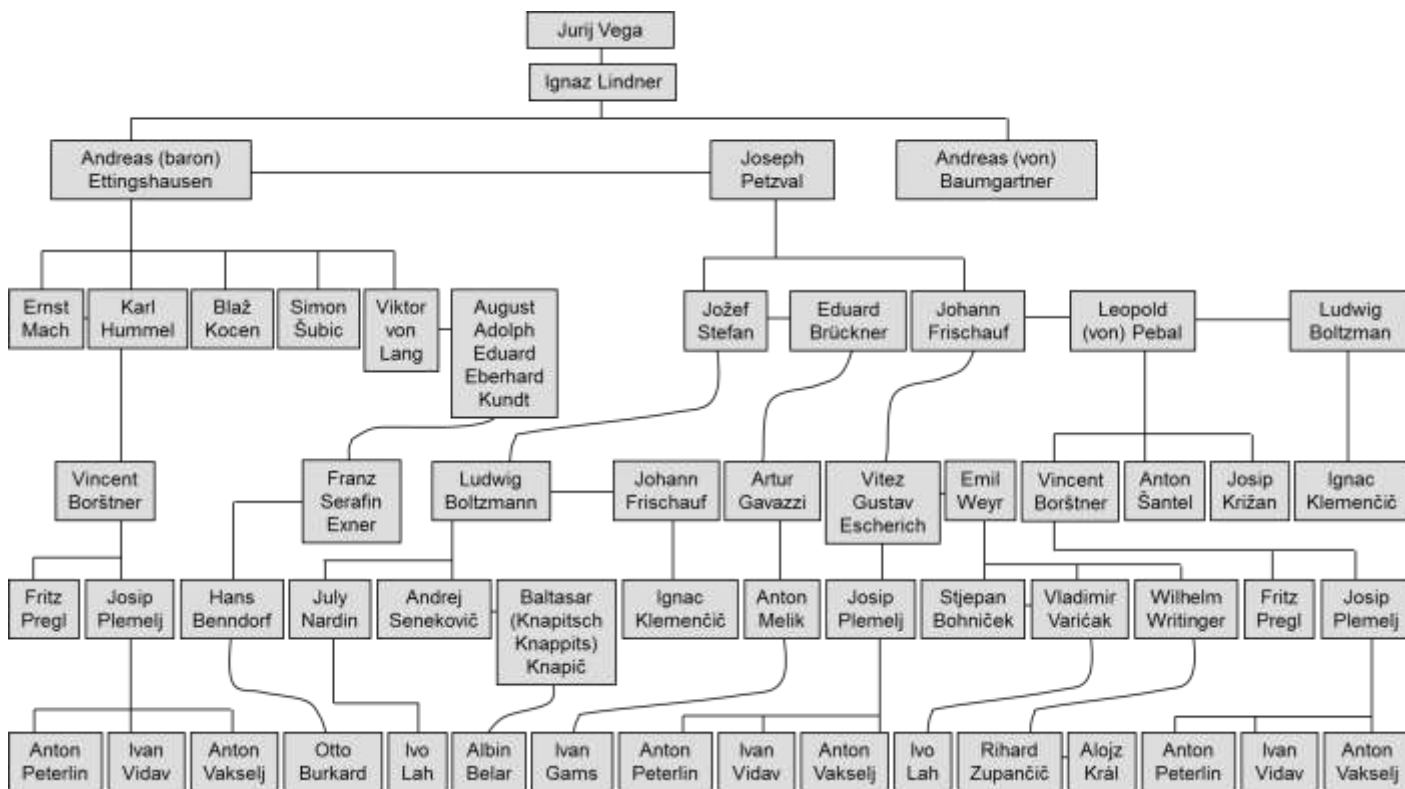 Jurij Vega
Ignaz Lindner
Andreas (baron)
Ettingshausen
Joseph
Petzval
Andreas (von)
Baumgartner
Ernst
Mach
Karl
Hummel
Blaž
Kocen
Simon
Šubic
Viktor
von
Lang
August
Adolph
Eduard
Eberhard
Kundt
Jožef
Stefan
Eduard
Brückner
Johann
Frischauf
Leopold
(von) Pebal
Ludwig
Boltzman
Vincent
Borštner
Franz
Serafin
Exner
Ludwig
Boltzmann
Johann
Frischauf
Artur
Gavazzi
Vitez
Gustav
Escherich
Emil
Weyr
Vincent
Borštner
Anton
Šantel
Josip
Križan
Ignac
Klemenčič
Fritz
Pregl
Josip
Plemelj
Hans
Benndorf
July
Nardin
Andrej
Senekovič
Baltasar
(Knapitsch
Knappits)
Knapič
Ignac
Klemenčič
Anton
Melik
Josip
Plemelj
Stjepan
Bohniček
Vladimir
Varićak
Wilhelm
Writinger
Fritz
Pregl
Josip
Plemelj
Anton
Peterlin
Ivan
Vidav
Anton
Vakselj
Otto
Burkard
Ivo
Lah
Albin
Belar
Ivan
Gams
Anton
Peterlin
Ivan
Vidav
Anton
Vakselj
Ivo
Lah
Rihard
Zupančič
Alojz
Král
Anton
Peterlin
Ivan
Vidav
Anton
Vakselj